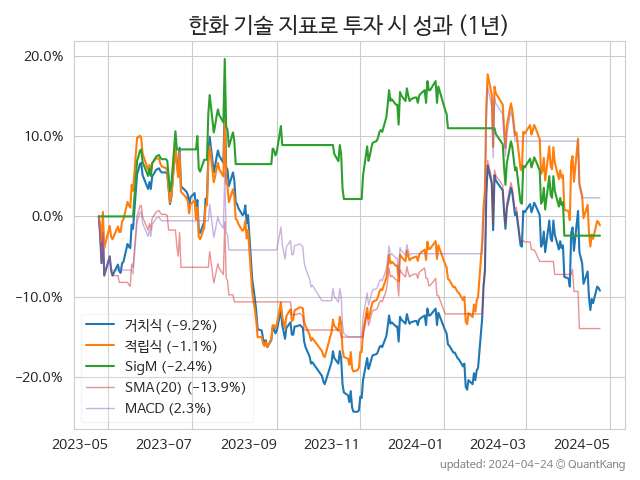 한화 기술 지표로 투자 시 성과 (1년)
20.0%
10.0%
0.0%
−10.0%
−20.0%
거치식 (−9.2%)
적립식 (−1.1%)
SigM (−2.4%)
SMA(20) (−13.9%)
MACD (2.3%)
2023-05 2023-07 2023-09 2023-11 2024-01 2024-03 2024-05
updated: 2024-04-24 © QuantKang